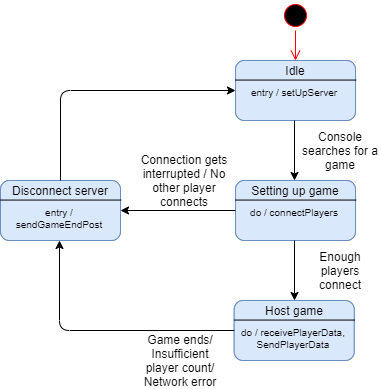 Idle
entry / setUpServer
Console
searches for a
game
Connection gets
interrupted / No
other player
connects
Disconnect server
entry /
sendGameEndPost
Setting up game
do / connectPlayers
Enough
players
connect
Host game
do / receivePlayerData,
SendPlayerData
Game ends/
Insufficient
player count/
Network error